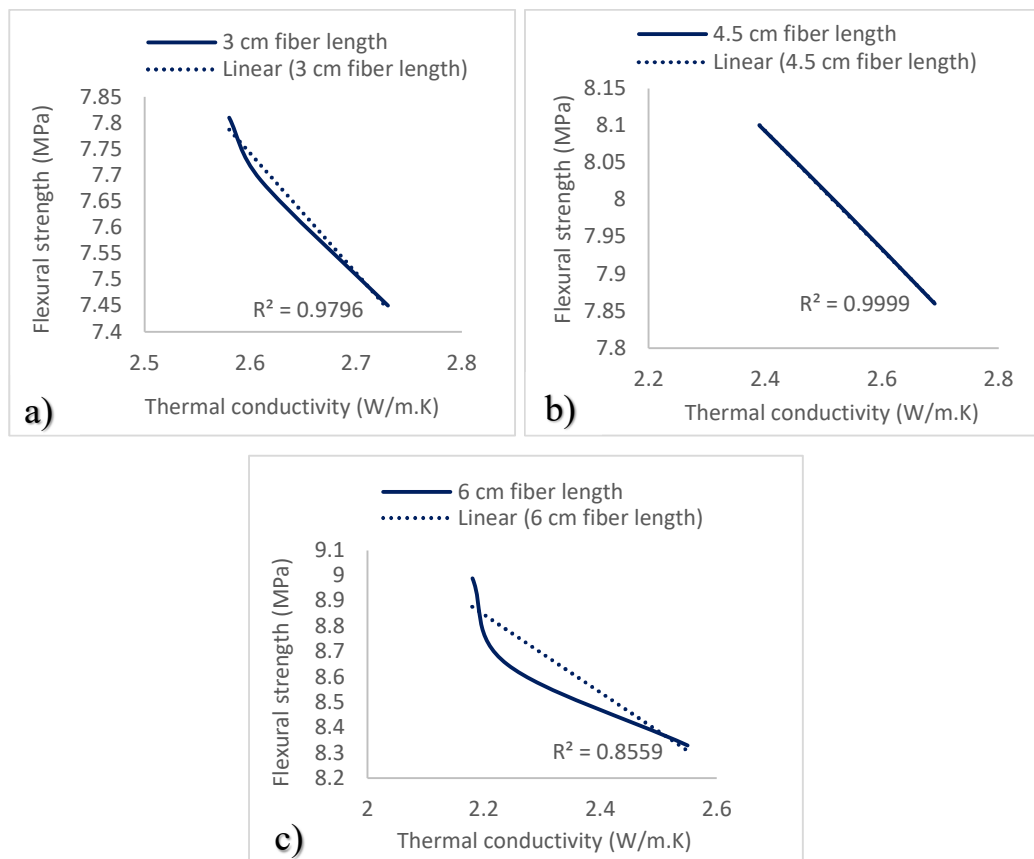 3 cm fiber length
Linear (3 cm fiber length)
Flexural strength (MPa)
7.85
7.8
7.75
7.7
7.65
7.6
7.55
7.5
7.45
7.4
R² = 0.9796
2.5
2.6
2.7
2.8
Thermal conductivity (W/m.K)
a)
4.5 cm fiber length
Linear (4.5 cm fiber length)
Flexural strength (MPa)
8.15
8.1
8.05
8
7.95
7.9
7.85
7.8
R² = 0.9999
2.2
2.4
2.6
2.8
Thermal conductivity (W/m.K)
b)
6 cm fiber length
Linear (6 cm fiber length)
Flexural strength (MPa)
9.1
9
8.9
8.8
8.7
8.6
8.5
8.4
8.3
8.2
R² = 0.8559
2
2.2
2.4
2.6
Thermal conductivity (W/m.K)
c)